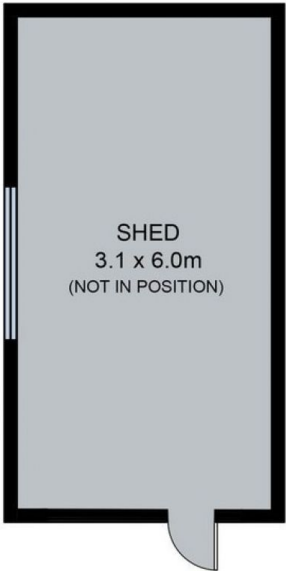 SHED
3.1 x 6.0m
(NOT IN POSITION)